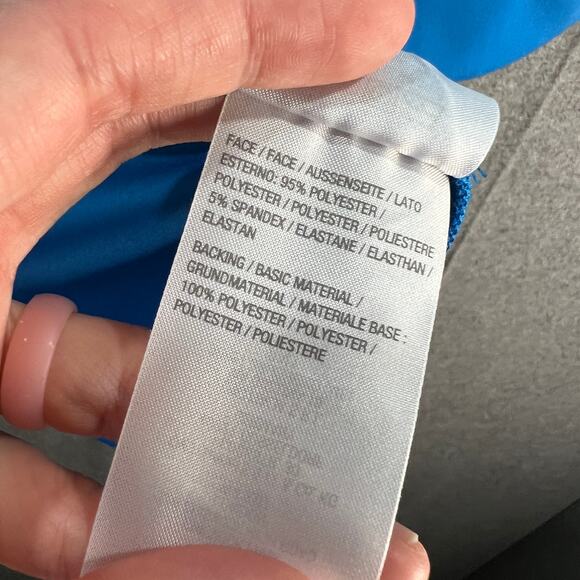 FACE / FACE / AUSSENSEITE / LATO
ESTERNO: 95% POLYESTER /
POLYESTER / POLYESTER / POLIESTERE
5% SPANDEX / ELASTANE / ELASTHAN /
ELASTAN
BACKING / BASIC MATERIAL /
GRUNDMATERIAL / MATERIALE BASE :
100% POLYESTER / POLYESTER /
POLYESTER / POLIESTERE